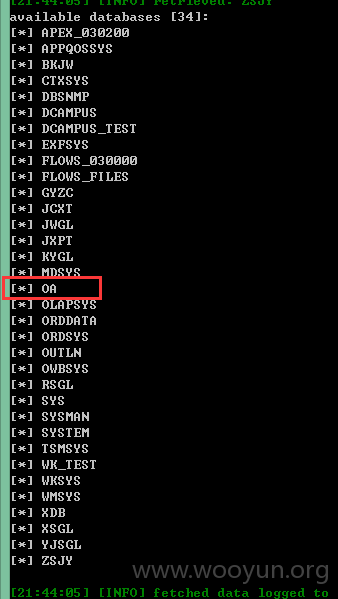 [21:44:05] [INFO] retrieved: ZSJY
available databases [34]:
[*] APEX_030200
[*] APPQOSSYS
[*] BKJW
[*] CTXSYS
[*] DBSNMP
[*] DCAMPUS
[*] DCAMPUS_TEST
[*] EXFSYS
[*] FLOWS_030000
[*] FLOWS_FILES
[*] GYZC
[*] JCXT
[*] JWGL
[*] JXPT
[*] KYGL
[*] MDSYS
[*] OA
[*] OLAPSYS
[*] ORDDATA
[*] ORDSYS
[*] OUTLN
[*] OWBSYS
[*] RSGL
[*] SYS
[*] SYSMAN
[*] SYSTEM
[*] TSMSYS
[*] WK_TEST
[*] WKSYS
[*] WMSYS
[*] XDB
[*] XSGL
[*] YJSGL
[*] ZSJY
www.wooyun.org
[21:44:05] [INFO] fetched data logged to